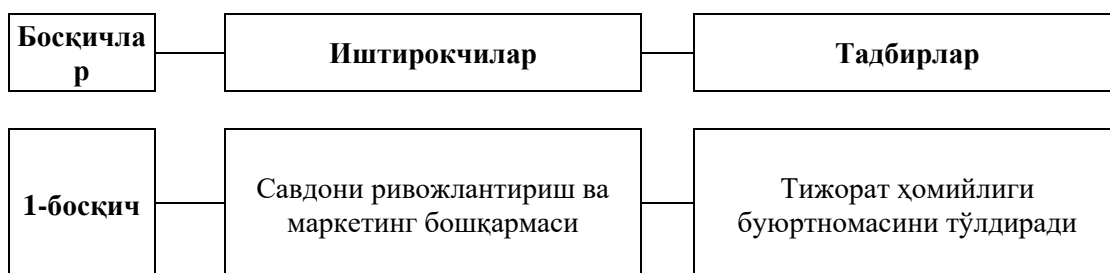 Босқичла
р
Иштирокчилар
Тадбирлар
1-босқич
Савдони ривожлантириш ва
маркетинг бошқармаси
Тижорат ҳомийлиги
буюртномасини тўлдиради